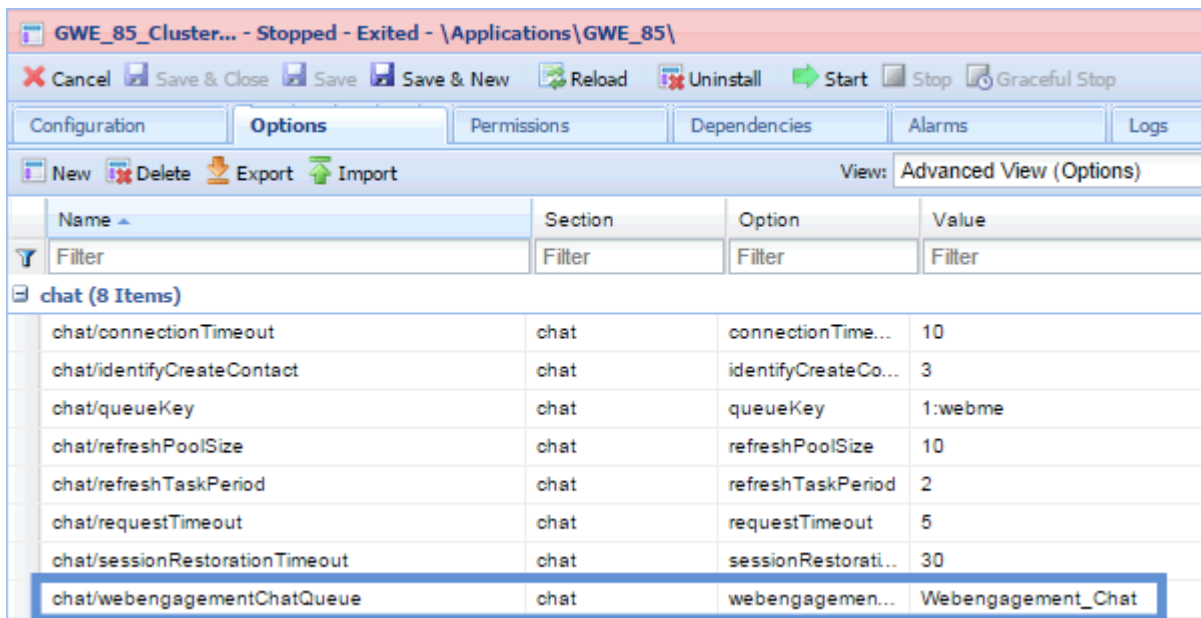 GWE_85_Cluster... - Stopped - Exited - \Applications\GWE_85\
Cancel Save & Close Save Save & New Reload Uninstall Start Stop Graceful Stop
Configuration Options Permissions Dependencies Alarms Logs
New Delete Export Import View: Advanced View (Options)
Name Section Option Value
Filter Filter Filter Filter
chat (8 Items)
chat/connectionTimeout chat connectionTime... 10
chat/identifyCreateContact chat identifyCreateCo... 3
chat/queueKey chat queueKey 1:webme
chat/refreshPoolSize chat refreshPoolSize 10
chat/refreshTaskPeriod chat refreshTaskPeriod 2
chat/requestTimeout chat requestTimeout 5
chat/sessionRestorationTimeout chat sessionRestorati... 30
chat/webengagementChatQueue chat webengagemen... Webengagement_Chat